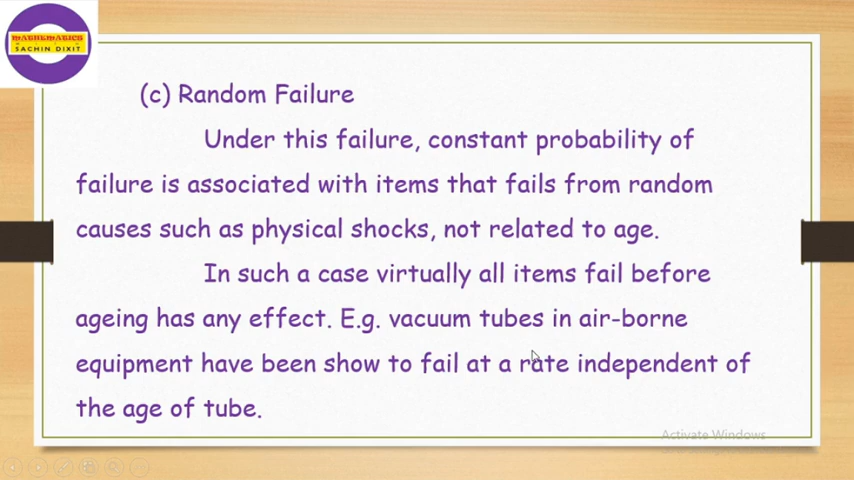 MATHEMATICS
SACHIN DIXIT
(c) Random Failure
Under this failure, constant probability of
failure is associated with items that fails from random
causes such as physical shocks, not related to age.
In such a case virtually all items fail before
ageing has any effect. E.g. vacuum tubes in air-borne
equipment have been show to fail at a rate independent of
the age of tube.
Activate Windows